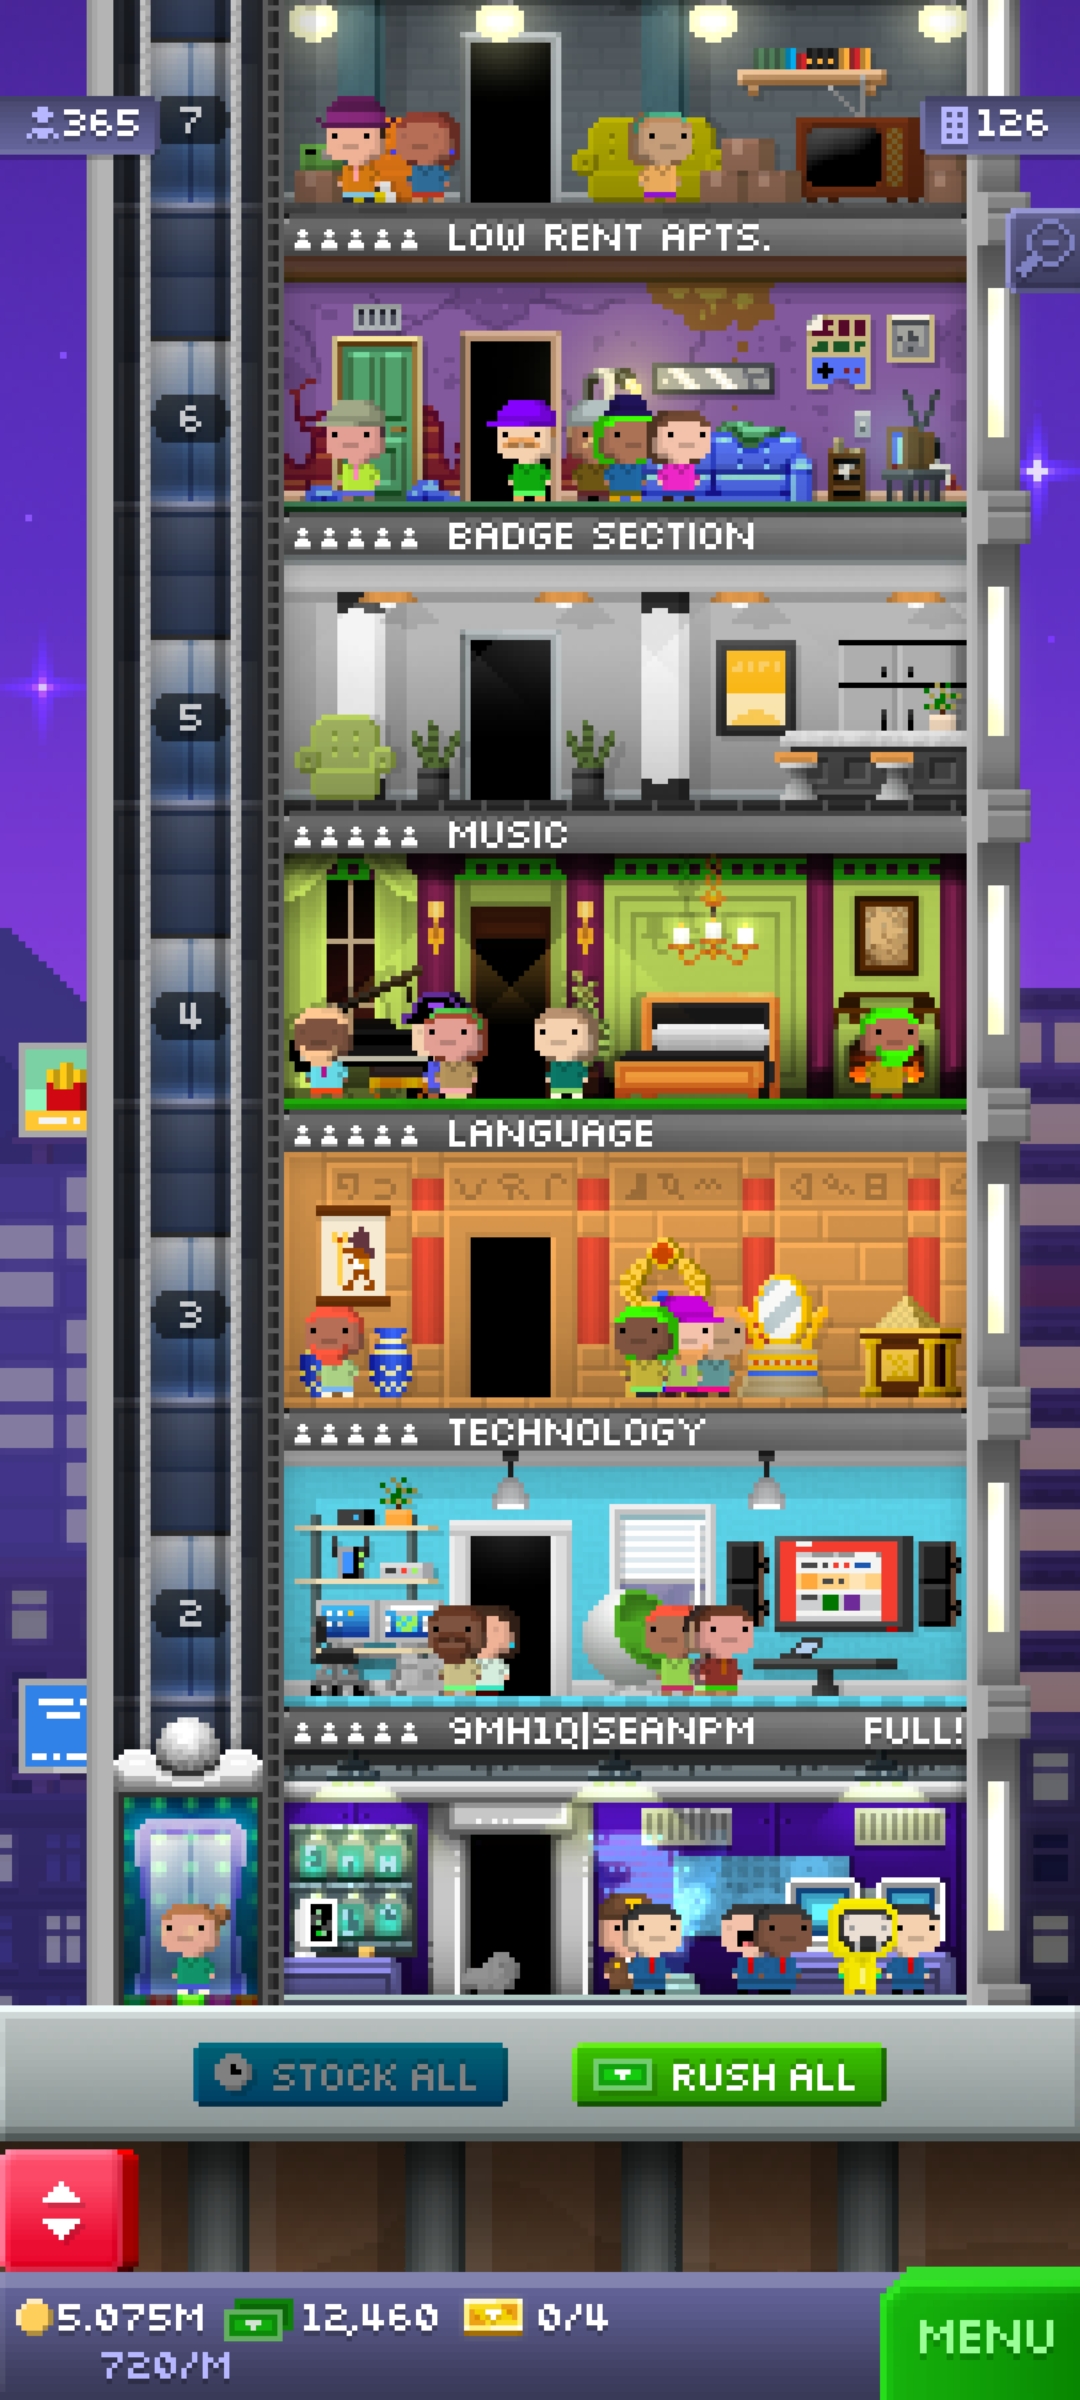 365
7
126
LOW RENT APTS.
6
BADGE SECTION
5
MUSIC
4
LANGUAGE
3
TECHNOLOGY
2
9MH1Q|SEANPM FULL!
STOCK ALL
RUSH ALL
5.075M
12,460
0/4
720/M
MENU